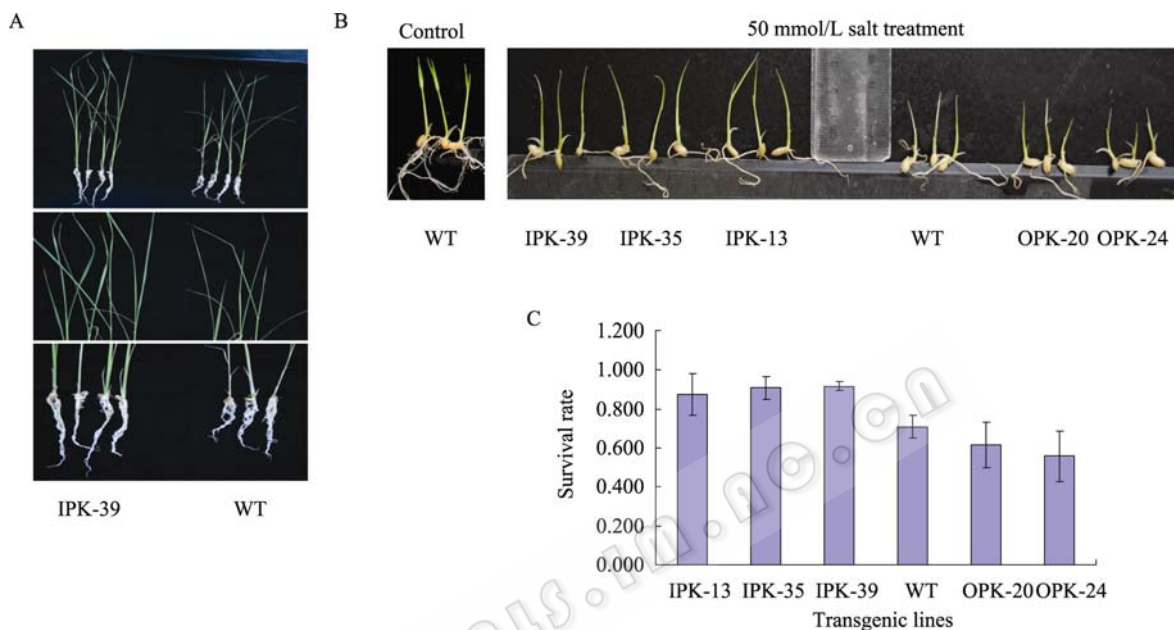 A
IPK-39 WT
B
Control 50 mmol/L salt treatment
WT IPK-39 IPK-35 IPK-13 WT OPK-20 OPK-24
C
Survival rate
1.200
1.000
0.800
0.600
0.400
0.200
0.000
IPK-13 IPK-35 IPK-39 WT OPK-20 OPK-24
Transgenic lines